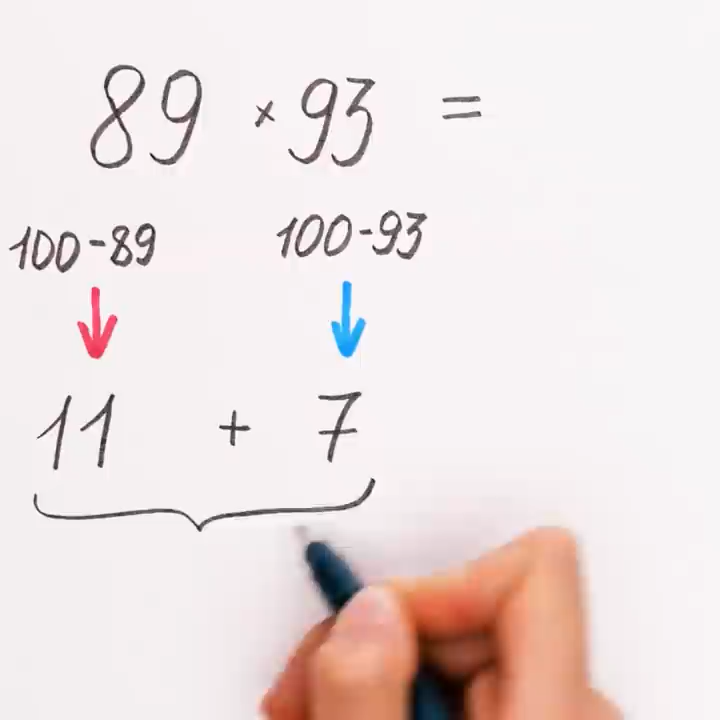 89 × 93 =
100-89 100-93
11 + 7